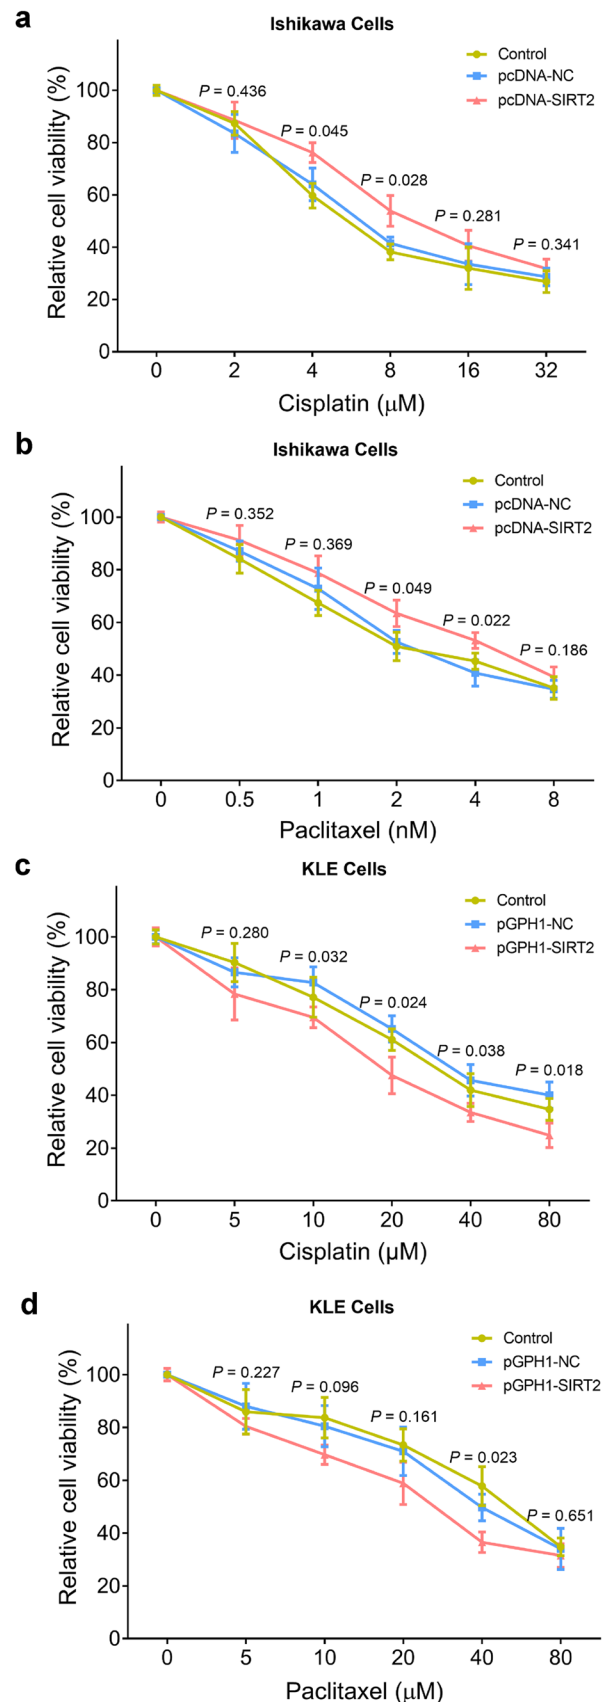 a
Ishikawa Cells
Control
pcDNA-NC
pcDNA-SIRT2
Relative cell viability (%)
100
80
60
40
20
0
P = 0.436
P = 0.045
P = 0.028
P = 0.281
P = 0.341
0 2 4 8 16 32
Cisplatin (μM)
b
Ishikawa Cells
Control
pcDNA-NC
pcDNA-SIRT2
Relative cell viability (%)
100
80
60
40
20
0
P = 0.352
P = 0.369
P = 0.049
P = 0.022
P = 0.186
0 0.5 1 2 4 8
Paclitaxel (nM)
c
KLE Cells
Control
pGPH1-NC
pGPH1-SIRT2
Relative cell viability (%)
100
80
60
40
20
0
P = 0.280
P = 0.032
P = 0.024
P = 0.038
P = 0.018
0 5 10 20 40 80
Cisplatin (μM)
d
KLE Cells
Control
pGPH1-NC
pGPH1-SIRT2
Relative cell viability (%)
100
80
60
40
20
0
P = 0.227
P = 0.096
P = 0.161
P = 0.023
P = 0.651
0 5 10 20 40 80
Paclitaxel (μM)